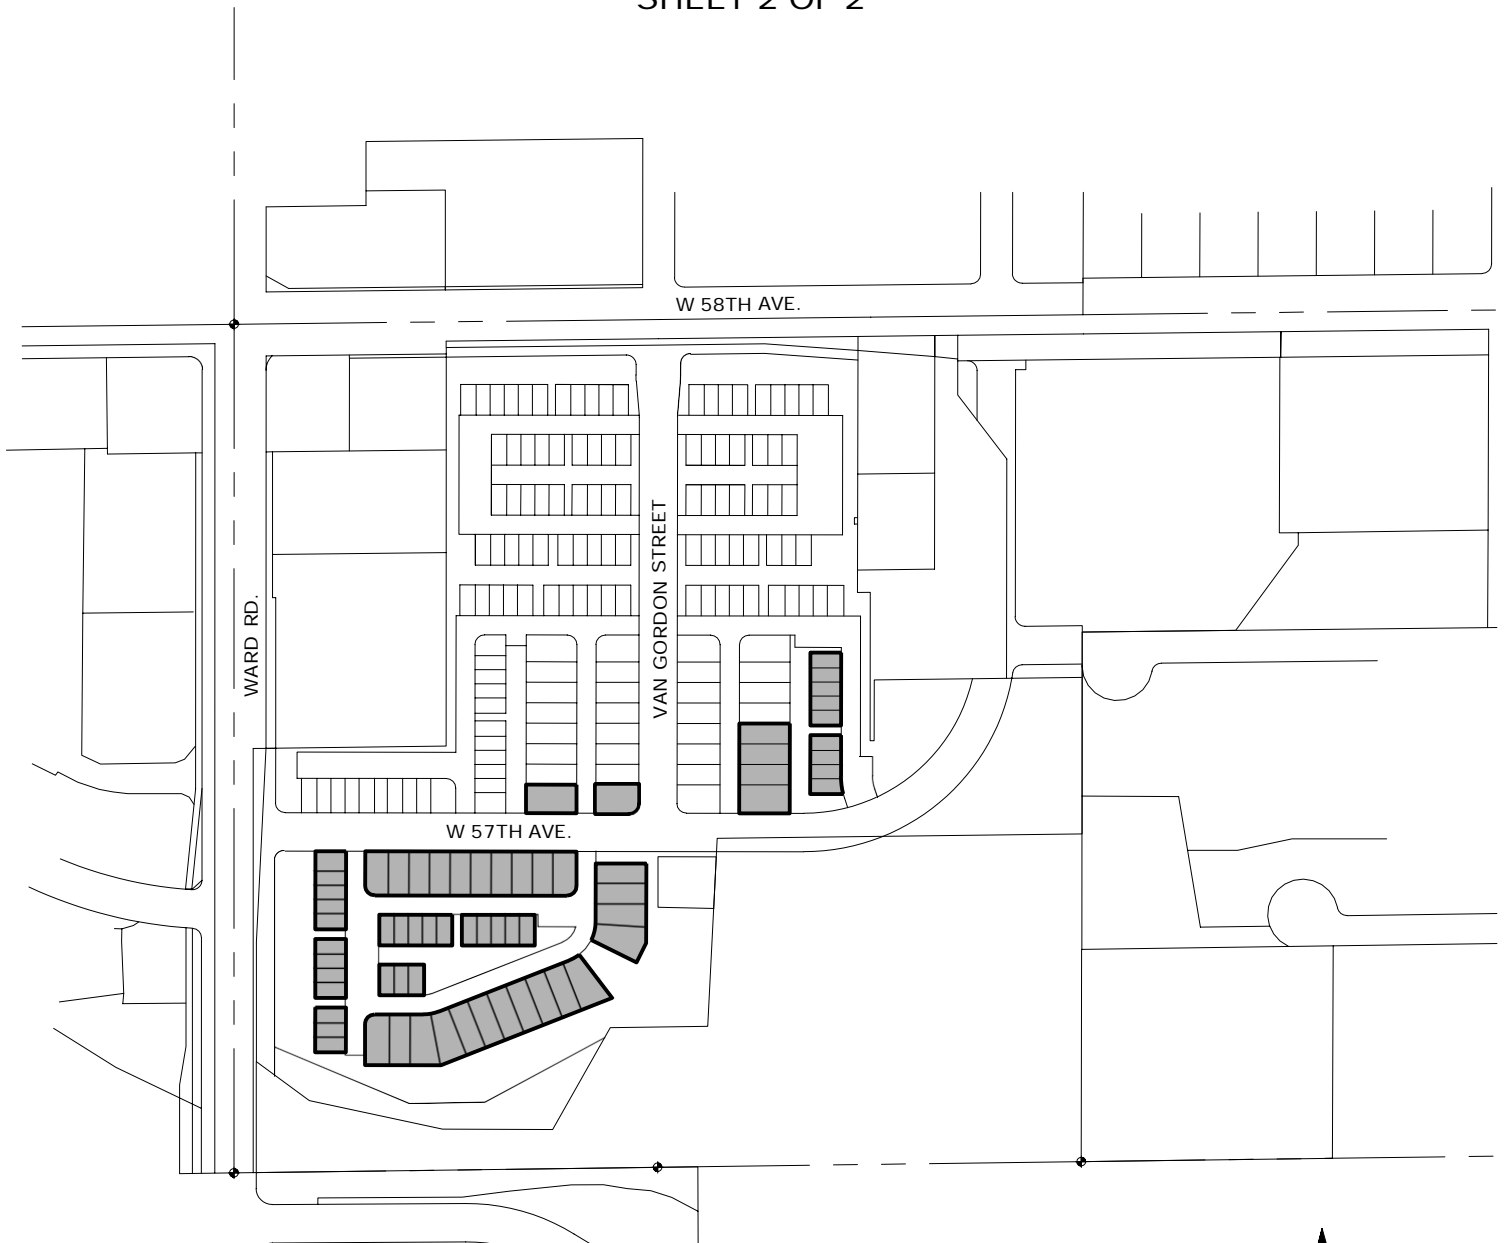 SHEET 2 OF 2
W 58TH AVE.
VAN GORDON STREET
WARD RD.
W 57TH AVE.